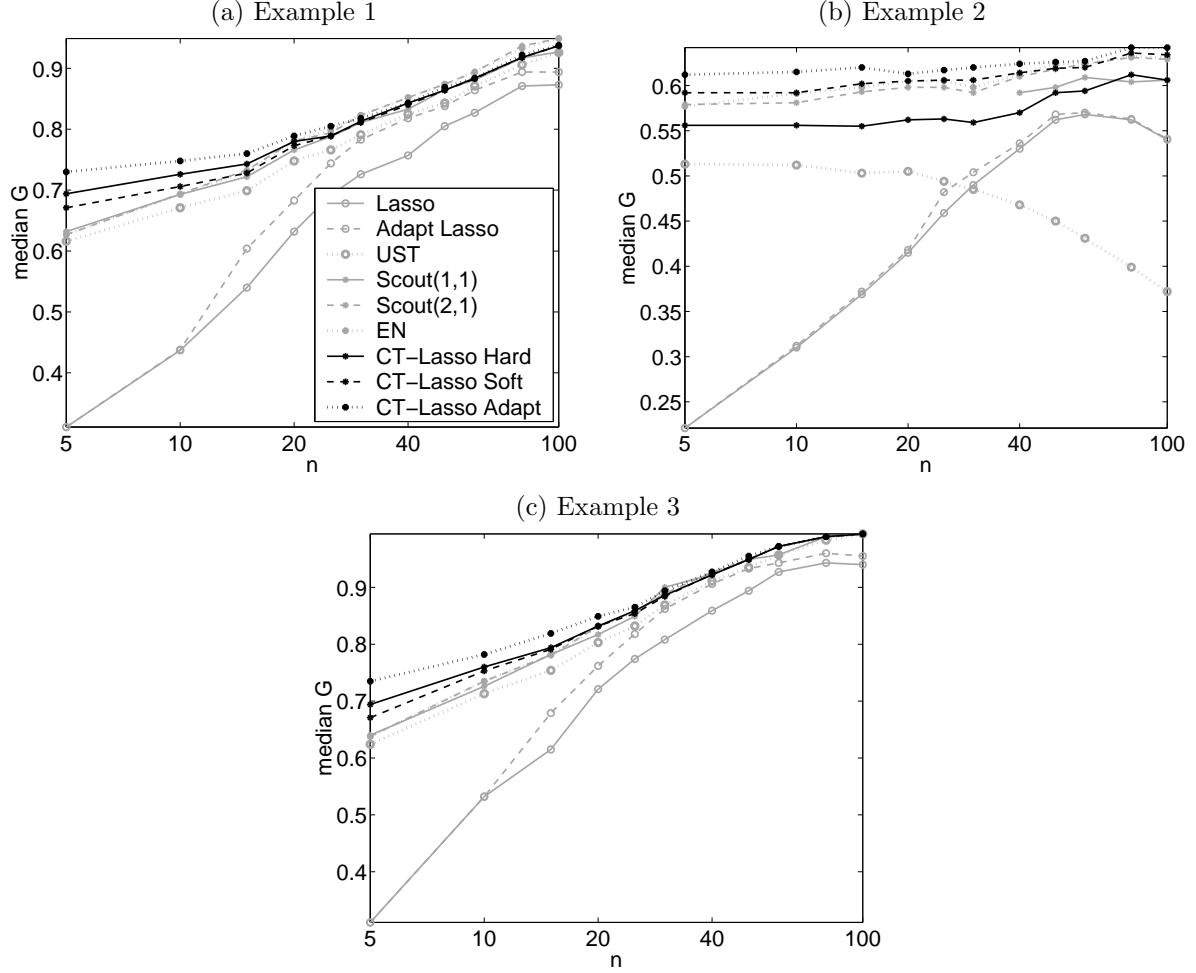 (a) Example 1
0.9
0.8
0.7
0.6
0.5
0.4
median G
5 10 20 40 100
n
Lasso
Adapt Lasso
UST
Scout(1,1)
Scout(2,1)
EN
CT-Lasso Hard
CT-Lasso Soft
CT-Lasso Adapt
(b) Example 2
0.6
0.55
0.5
0.45
0.4
0.35
0.3
0.25
median G
5 10 20 40 100
n
(c) Example 3
0.9
0.8
0.7
0.6
0.5
0.4
median G
5 10 20 40 100
n